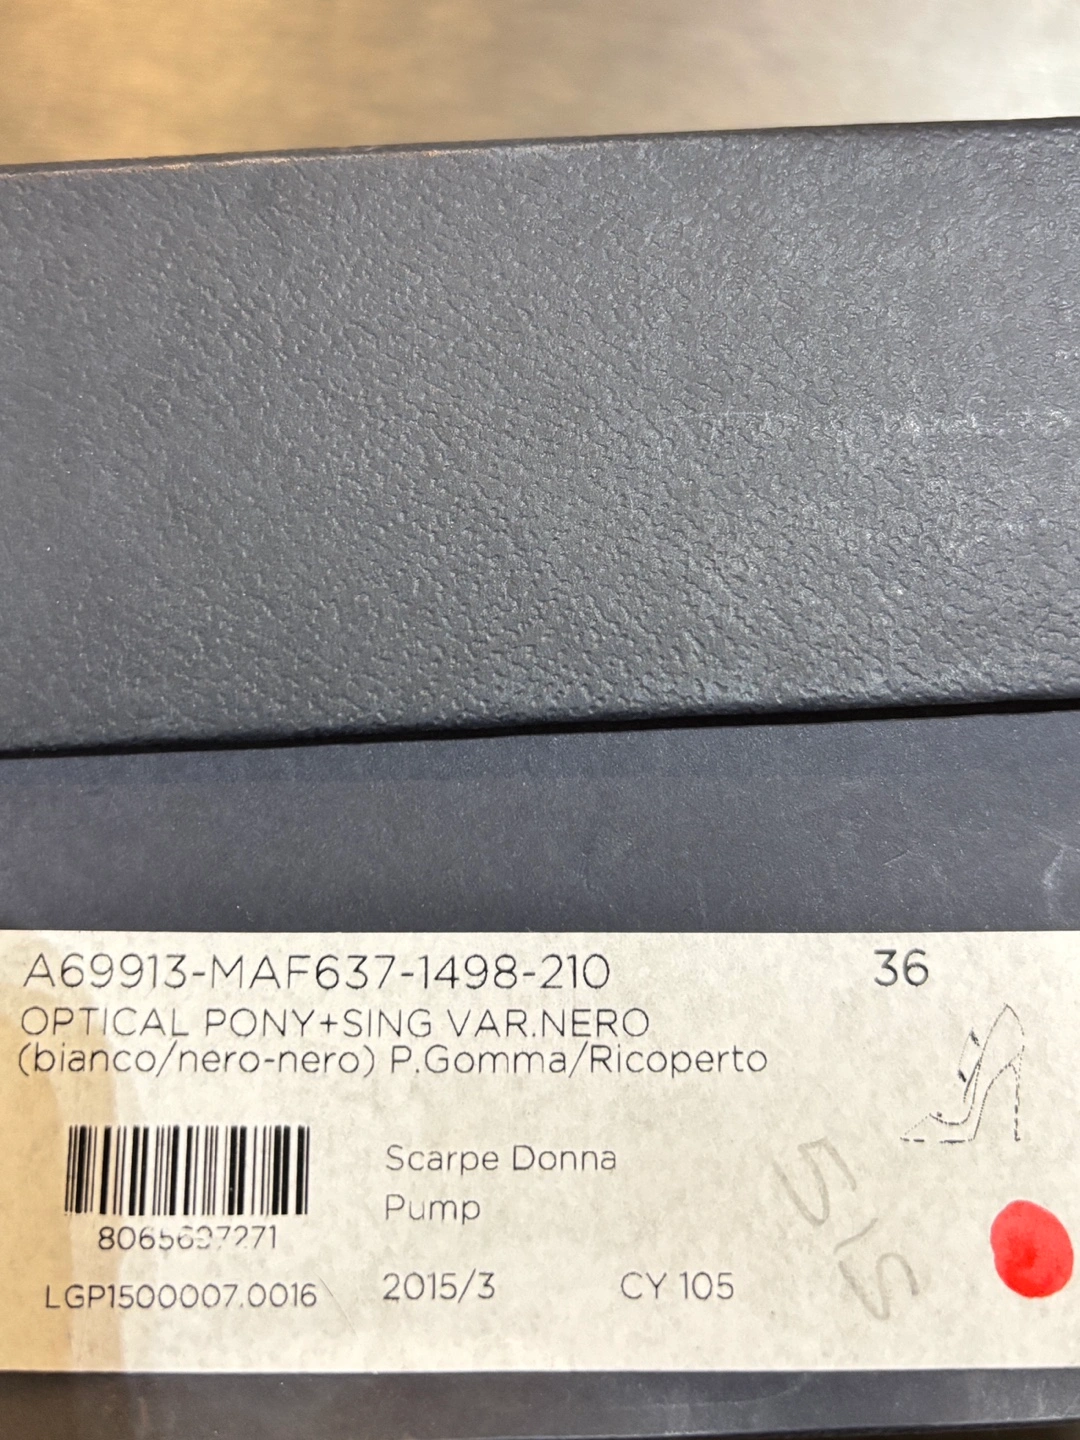 A69913-MAF637-1498-210 36
OPTICAL PONY+SING VAR.NERO
(bianco/nero-nero) P.Gomma/Ricoperto
Scarpe Donna
Pump
LGP1500007.0016 2015/3 CY 105